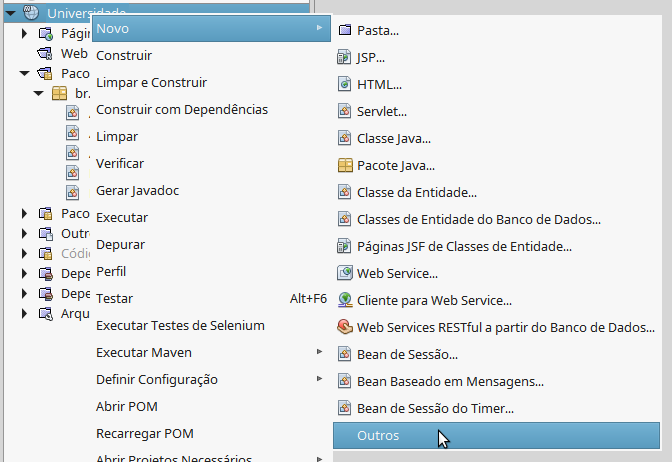 Universidade
Novo
Construir
Limpar e Construir
Construir com Dependências
Limpar
Verificar
Gerar Javadoc
Executar
Depurar
Perfil
Testar Alt+F6
Executar Testes de Selenium
Executar Maven
Definir Configuração
Abrir POM
Recarregar POM
Abrir Projetos Necessários
Págin
Web
Paco
br.
Paco
Outro
Códig
Depe
Depe
Arqu
Pasta...
JSP...
HTML...
Servlet...
Classe Java...
Pacote Java...
Classe da Entidade...
Classes de Entidade do Banco de Dados...
Páginas JSF de Classes de Entidade...
Web Service...
Cliente para Web Service...
Web Services RESTful a partir do Banco de Dados...
Bean de Sessão...
Bean Baseado em Mensagens...
Bean de Sessão do Timer...
Outros